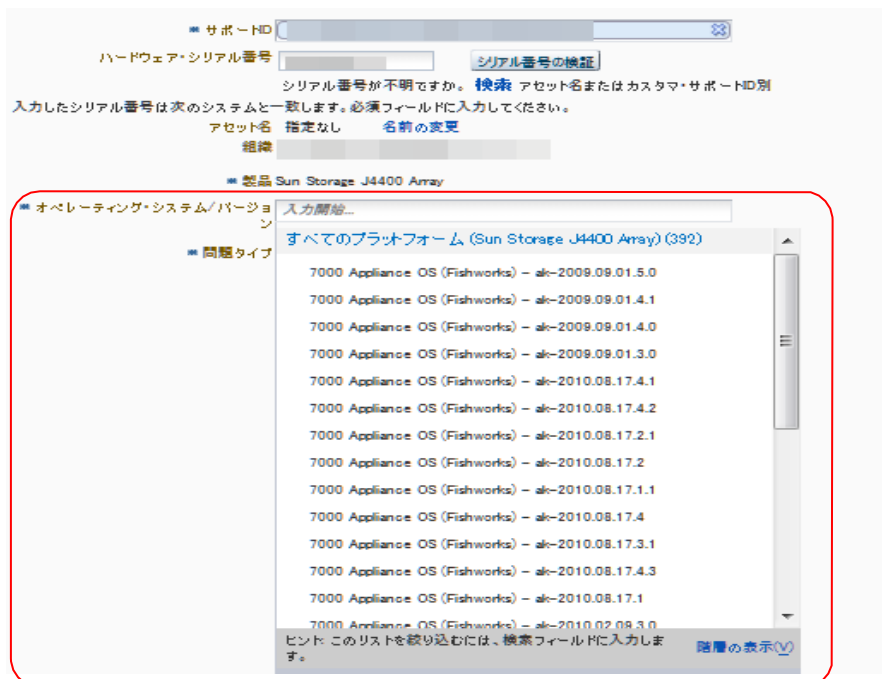 * サポートID
ハードウェア・シリアル番号 シリアル番号の検証
シリアル番号が不明ですか。 検索 アセット名またはカスタマ・サポートID別
入力したシリアル番号は次のシステムと一致します。必須フィールドに入力してください。
アセット名 指定なし 名前の変更
組織
* 製品 Sun Storage J4400 Array
* オペレーティング・システム/バージョン 入力開始...
すべてのプラットフォーム (Sun Storage J4400 Array) (392)
* 問題タイプ
7000 Appliance OS (Fishworks) - ak-2009.09.01.5.0
7000 Appliance OS (Fishworks) - ak-2009.09.01.4.1
7000 Appliance OS (Fishworks) - ak-2009.09.01.4.0
7000 Appliance OS (Fishworks) - ak-2009.09.01.3.0
7000 Appliance OS (Fishworks) - ak-2010.08.17.4.1
7000 Appliance OS (Fishworks) - ak-2010.08.17.4.2
7000 Appliance OS (Fishworks) - ak-2010.08.17.2.1
7000 Appliance OS (Fishworks) - ak-2010.08.17.2
7000 Appliance OS (Fishworks) - ak-2010.08.17.1.1
7000 Appliance OS (Fishworks) - ak-2010.08.17.4
7000 Appliance OS (Fishworks) - ak-2010.08.17.3.1
7000 Appliance OS (Fishworks) - ak-2010.08.17.4.3
7000 Appliance OS (Fishworks) - ak-2010.08.17.1
7000 Appliance OS (Fishworks) - ak-2010.02.09.3.0
ヒント: このリストを絞り込むには、検索フィールドに入力します。
階層の表示(V)